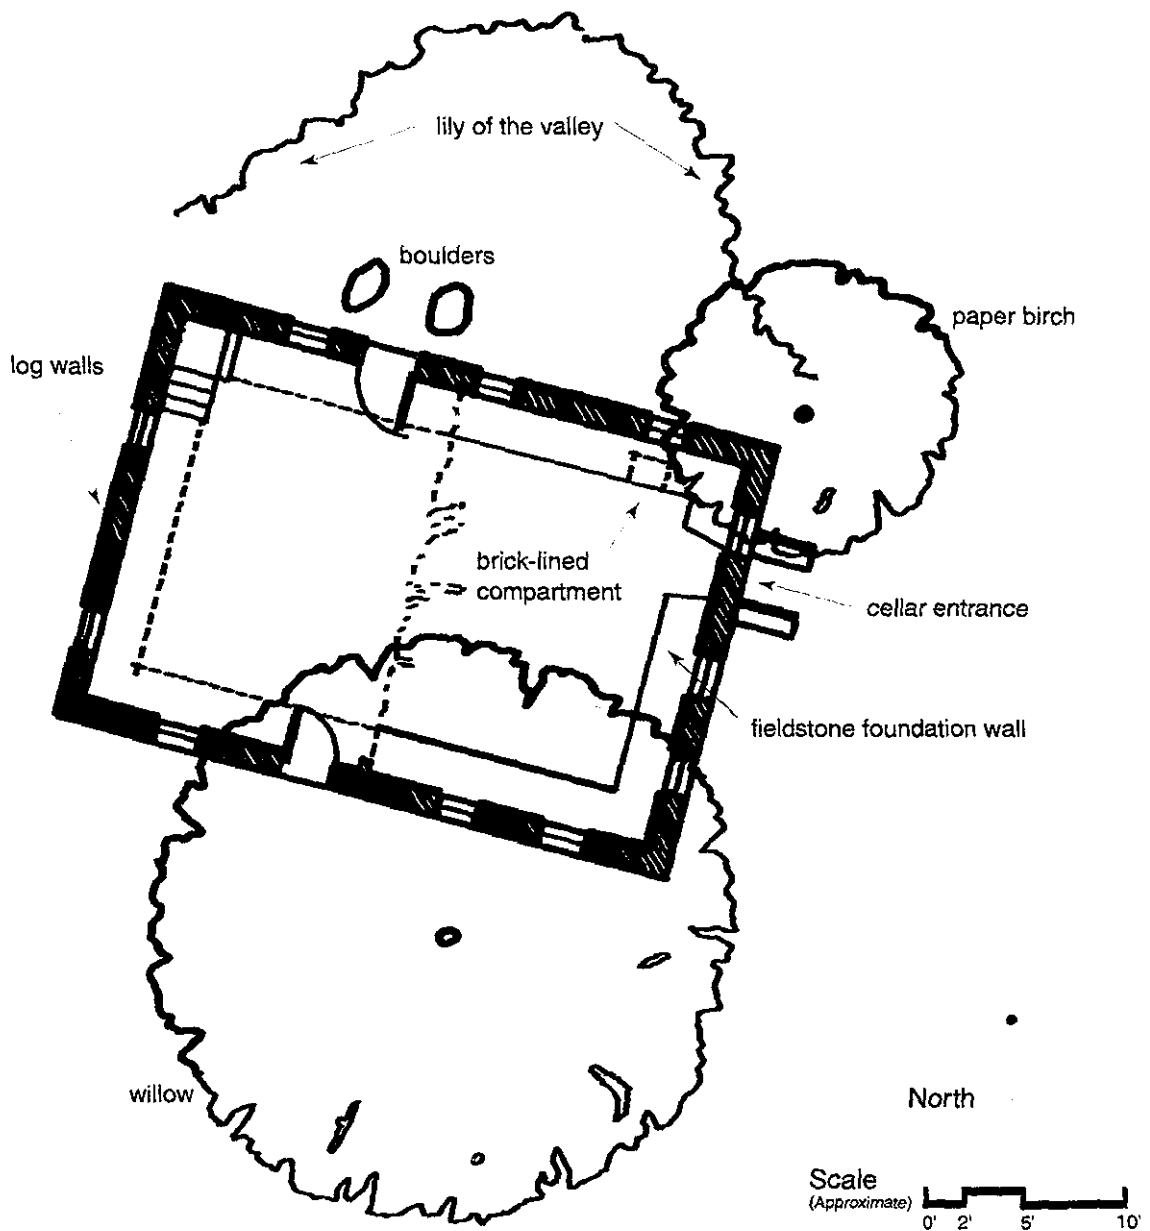 lily of the valley
boulders
paper birch
log walls
brick-lined
compartment
cellar entrance
fieldstone foundation wall
willow
North
Scale
(Approximate)
0' 2' 5' 10'